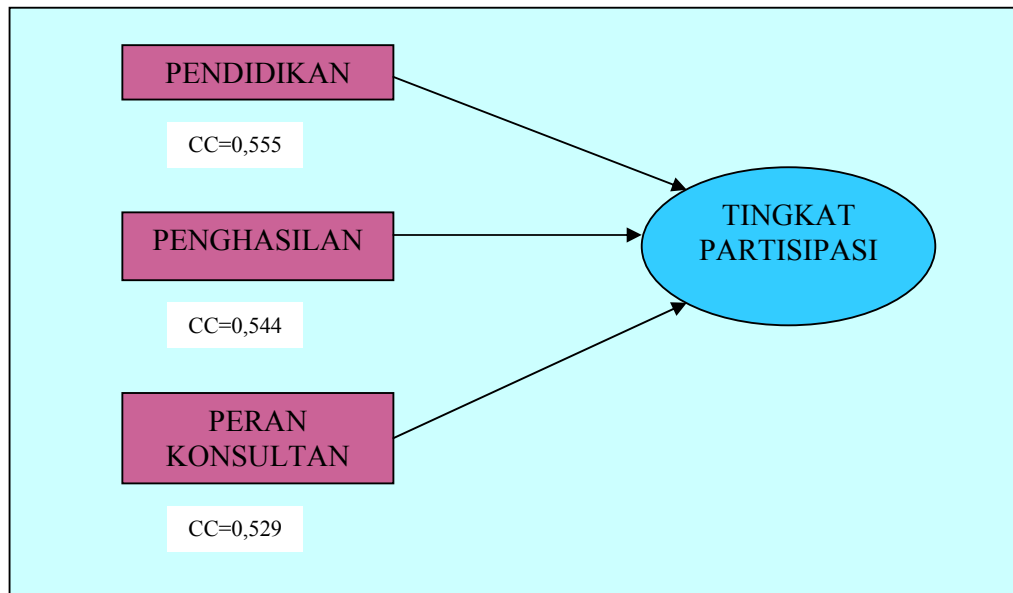 PENDIDIKAN
CC=0,555
PENGHASILAN
CC=0,544
PERAN
KONSULTAN
CC=0,529
TINGKAT
PARTISIPASI